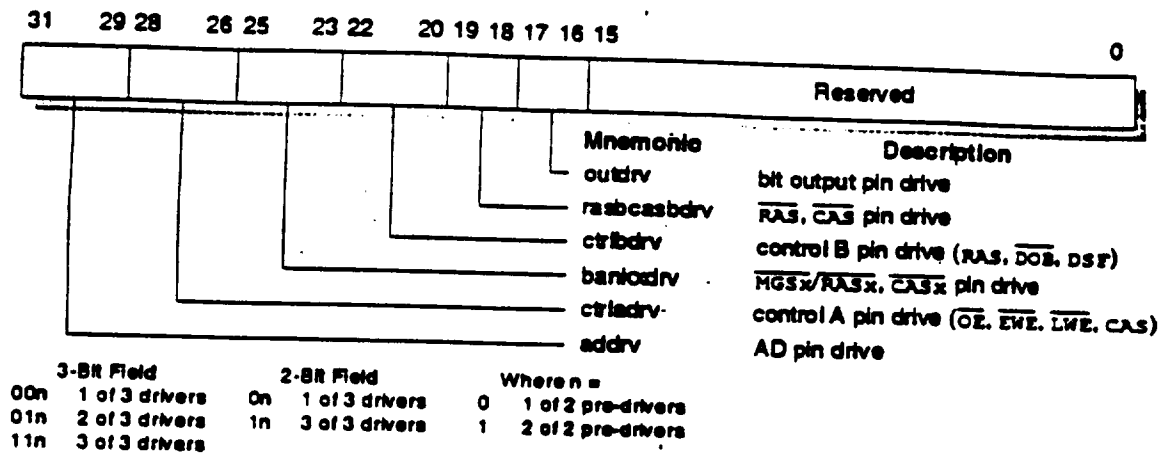 31 29 28 26 25 23 22 20 19 18 17 16 15 0
Reserved
Mnemonic Description
outdrv bit output pin drive
rasbcasbdrv RAS, CAS pin drive
ctrlbdrv control B pin drive (RAS, DOB, DSF)
bankxdrv MGSx/RASx, CASx pin drive
ctrladrv control A pin drive (OE, EWE, LWE, CAS)
addrv AD pin drive
3-Bit Field 2-Bit Field Where n =
00n 1 of 3 drivers 0n 1 of 3 drivers 0 1 of 2 pre-drivers
01n 2 of 3 drivers 1n 3 of 3 drivers 1 2 of 2 pre-drivers
11n 3 of 3 drivers